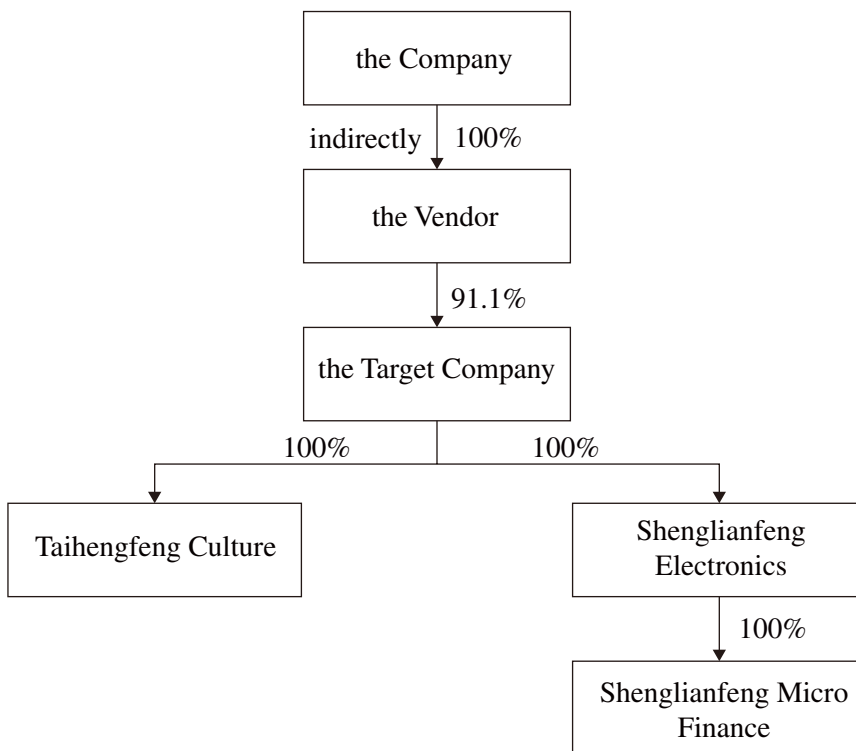 the Company
indirectly 100%
the Vendor
91.1%
the Target Company
100% 100%
Taihengfeng Culture
Shenglianfeng
Electronics
100%
Shenglianfeng Micro
Finance